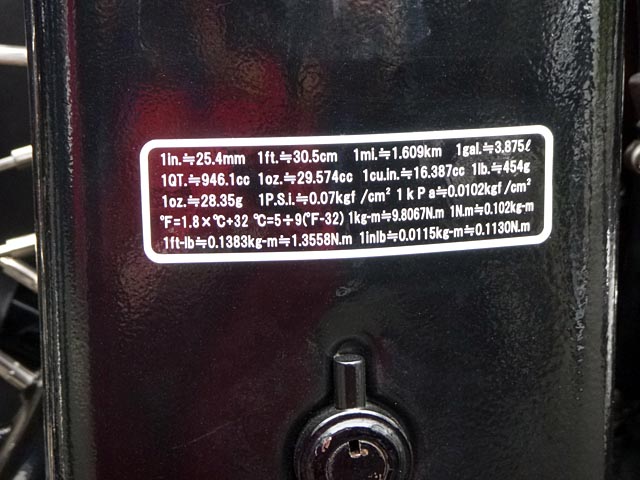 1in.≒25.4mm 1ft.≒30.5cm 1mi.≒1.609km 1gal.≒3.875ℓ
1QT.≒946.1cc 1oz.≒29.574cc 1cu.in.≒16.387cc 1lb.≒454g
1oz.≒28.35g 1P.S.i.≒0.07kgf/cm² 1kPa≒0.0102kgf/cm²
°F=1.8×℃+32 ℃=5÷9(°F-32) 1kg-m≒9.8067N.m 1N.m≒0.102kg-m
1ft-lb≒0.1383kg-m≒1.3558N.m 1inlb≒0.0115kg-m≒0.1130N.m